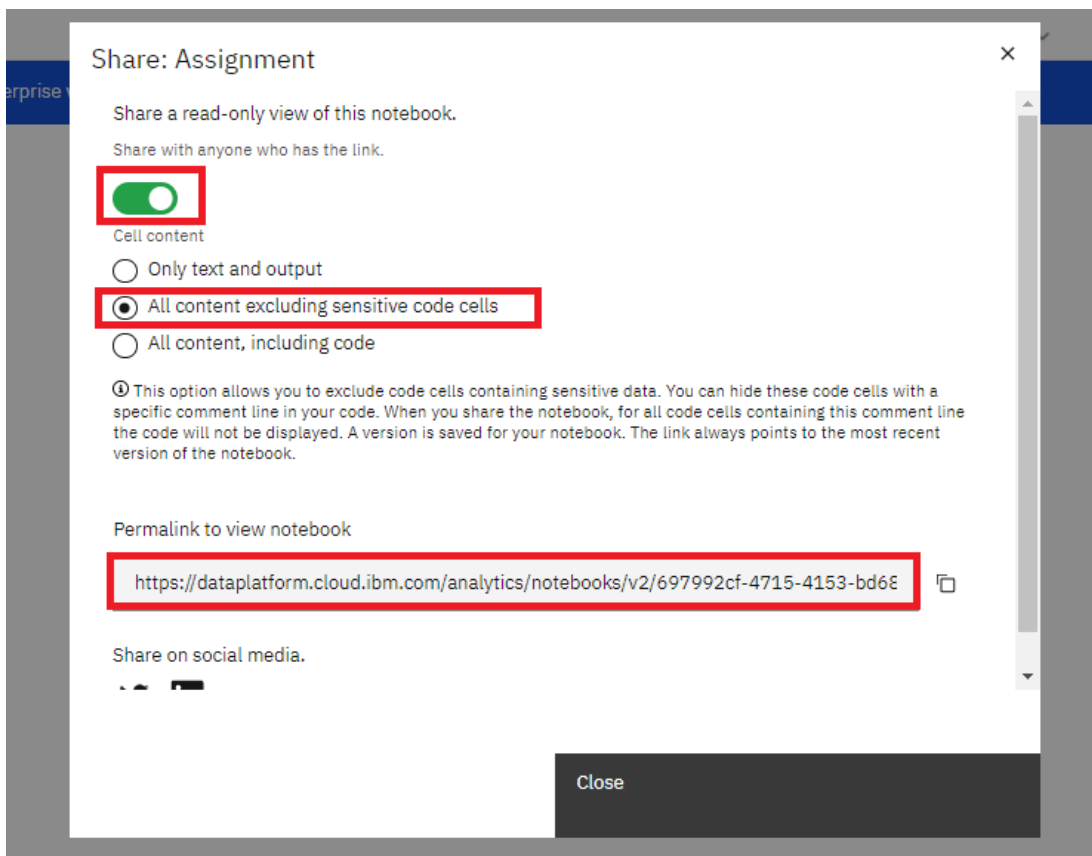 Share: Assignment
erprise
Share a read-only view of this notebook.
Share with anyone who has the link.
Cell content
Only text and output
All content excluding sensitive code cells
All content, including code
This option allows you to exclude code cells containing sensitive data. You can hide these code cells with a
specific comment line in your code. When you share the notebook, for all code cells containing this comment line
the code will not be displayed. A version is saved for your notebook. The link always points to the most recent
version of the notebook.
Permalink to view notebook
https://dataplatform.cloud.ibm.com/analytics/notebooks/v2/697992cf-4715-4153-bd68
Share on social media.
Close